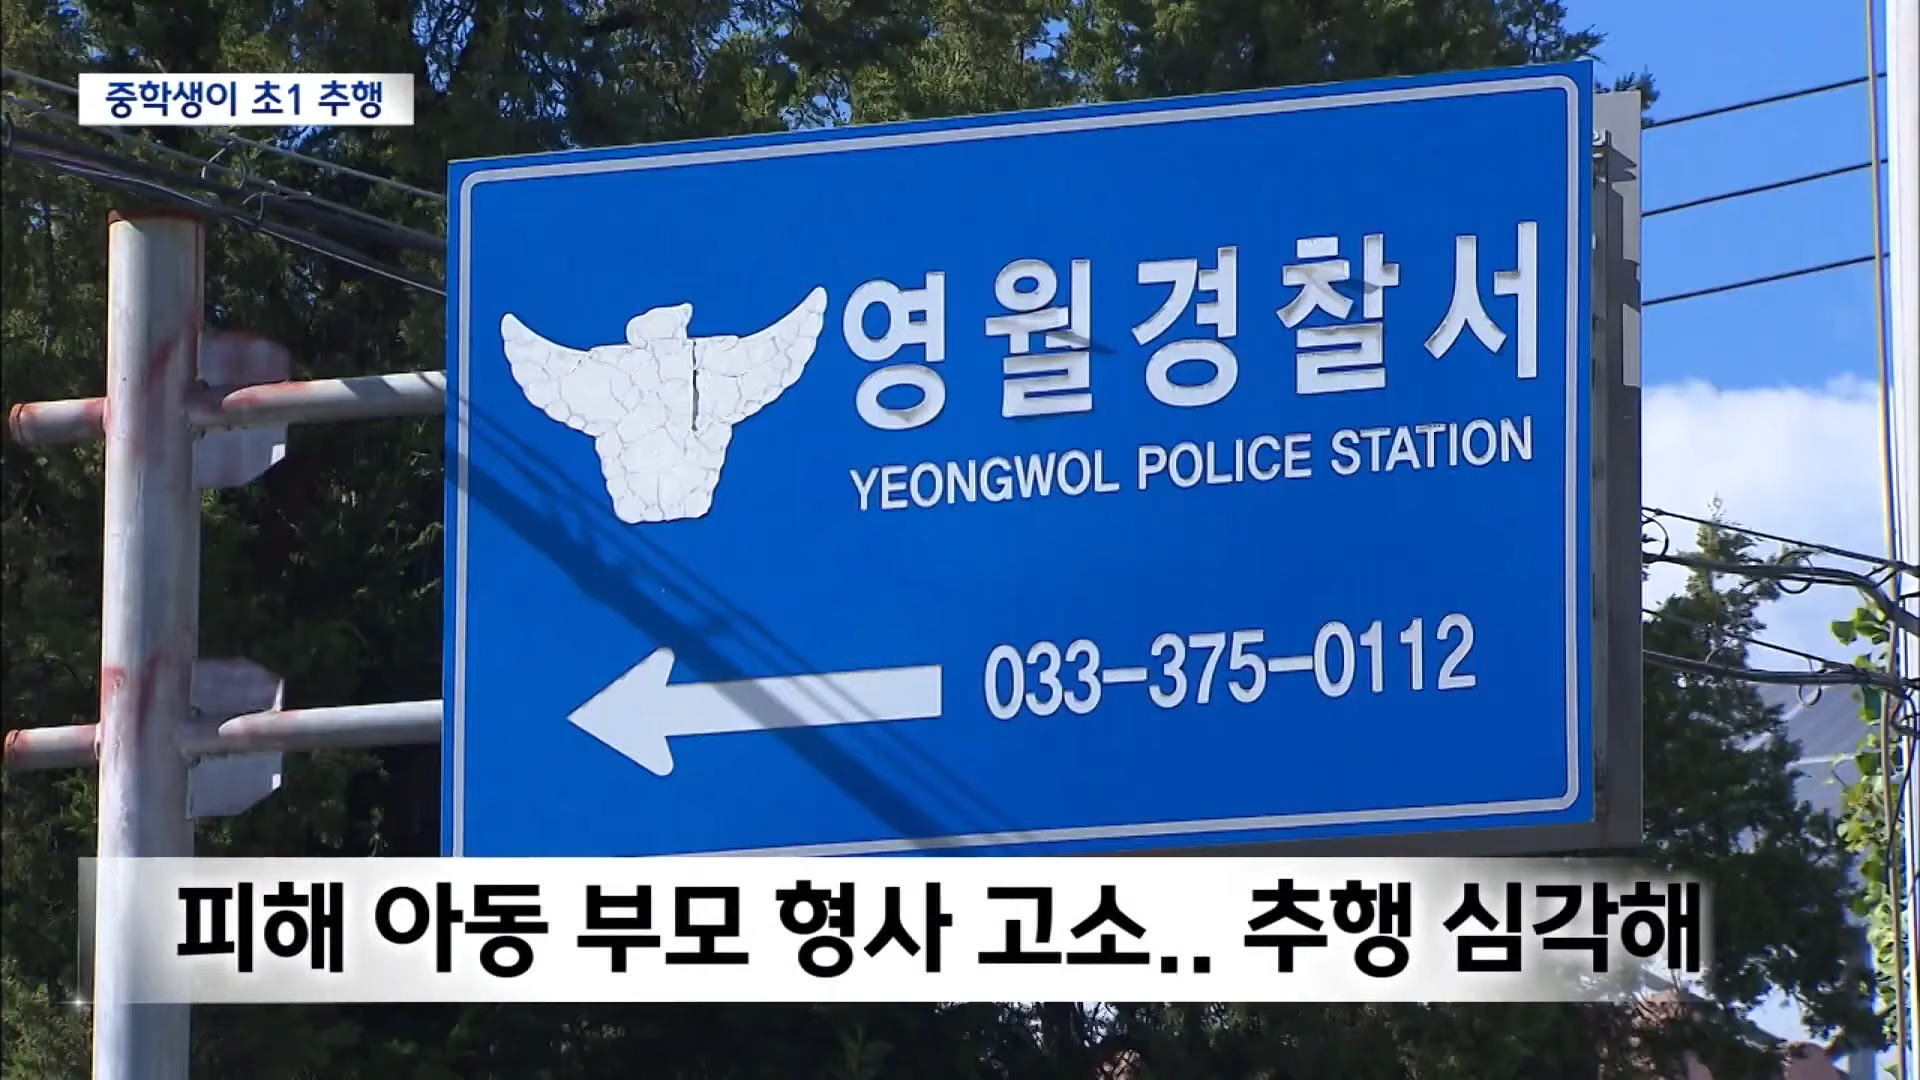 중학생이 초1 추행
영월경찰서
YEONGWOL POLICE STATION
033-375-0112
피해 아동 부모 형사 고소.. 추행 심각해